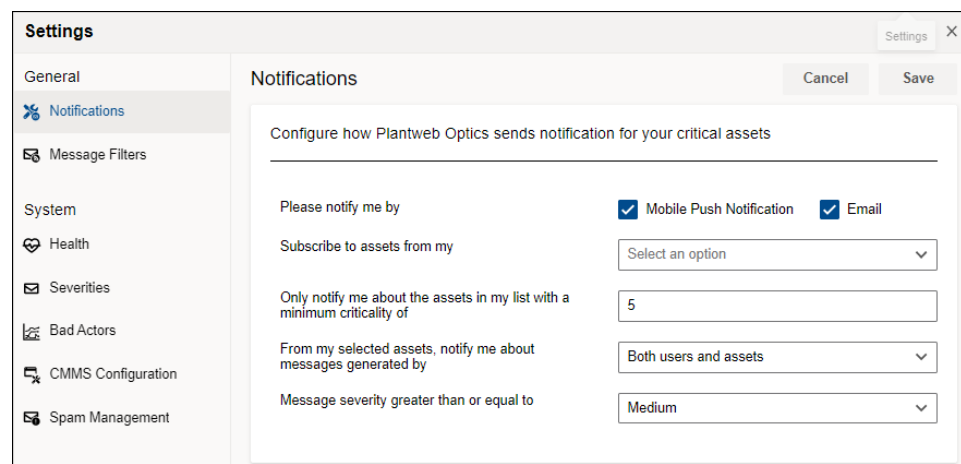 Settings
Settings
General
Notifications
Message Filters
System
Health
Severities
Bad Actors
CMMS Configuration
Spam Management
Notifications
Cancel
Save
Configure how Plantweb Optics sends notification for your critical assets
Please notify me by
Mobile Push Notification
Email
Subscribe to assets from my
Select an option
Only notify me about the assets in my list with a
minimum criticality of
5
From my selected assets, notify me about
messages generated by
Both users and assets
Message severity greater than or equal to
Medium